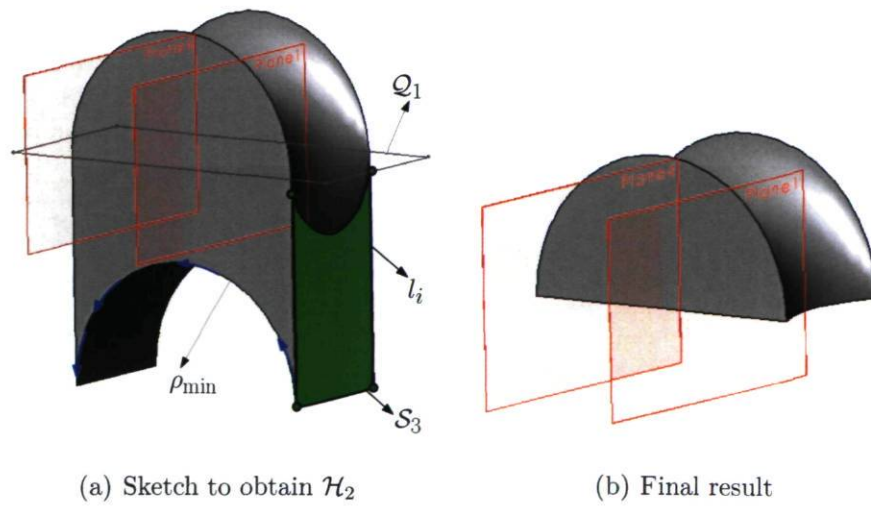 Plane4
Plane1
𝒬₁
lᵢ
ρmin
𝒮₃
(a) Sketch to obtain ℋ₂
Plane4
Plane1
(b) Final result